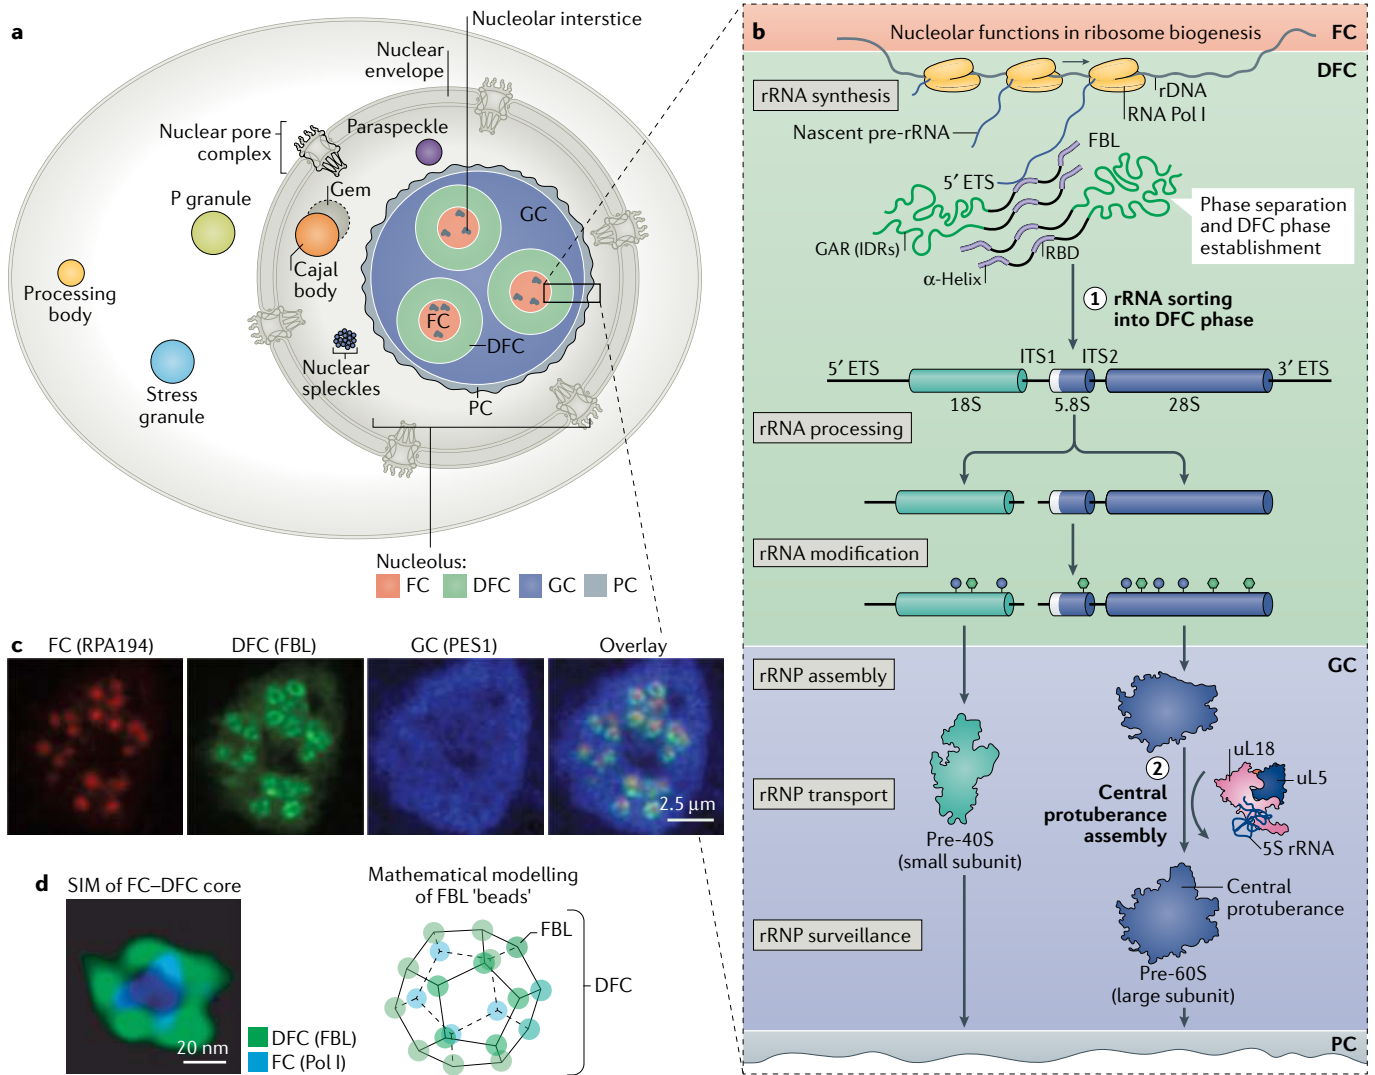 a
Nucleolar interstice
Nuclear
envelope
Nuclear pore
complex
Paraspeckle
Gem
P granule
GC
Cajal
body
Processing
body
FC
DFC
Nuclear
speckles
Stress
granule
PC
Nucleolus:
FC
DFC
GC
PC
b
Nucleolar functions in ribosome biogenesis
FC
DFC
rRNA synthesis
rDNA
RNA Pol I
Nascent pre-rRNA
FBL
5′ ETS
Phase separation
and DFC phase
establishment
GAR (IDRs)
RBD
α-Helix
1 rRNA sorting
into DFC phase
ITS1 ITS2
5′ ETS
3′ ETS
18S
5.8S
28S
rRNA processing
rRNA modification
GC
rRNP assembly
uL18
uL5
2
Central
protuberance
assembly
rRNP transport
5S rRNA
Pre-40S
(small subunit)
Central
protuberance
rRNP surveillance
Pre-60S
(large subunit)
PC
c
FC (RPA194)
DFC (FBL)
GC (PES1)
Overlay
2.5 μm
d
SIM of FC–DFC core
20 nm
DFC (FBL)
FC (Pol I)
Mathematical modelling
of FBL 'beads'
FBL
DFC